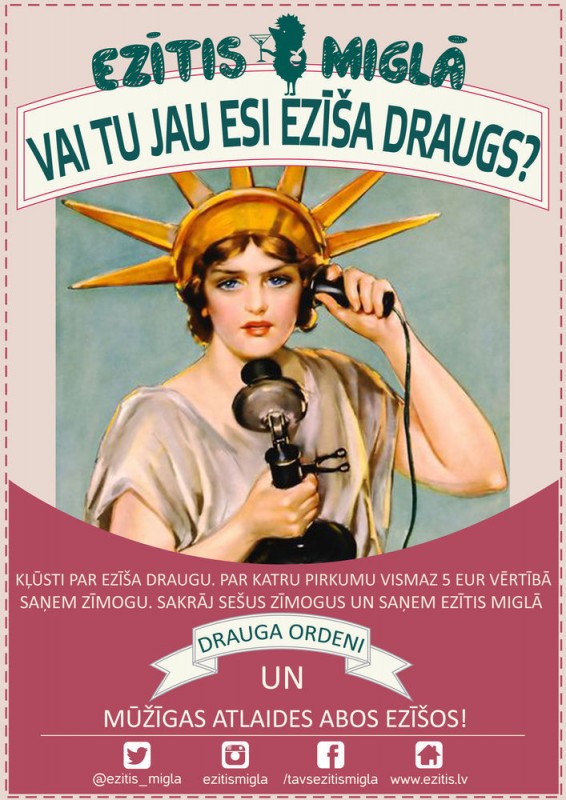 EZĪTIS MIGLĀ
VAI TU JAU ESI EZĪŠA DRAUGS?
KĻŪSTI PAR EZĪŠA DRAUGU. PAR KATRU PIRKUMU VISMAZ 5 EUR VĒRTĪBĀ
SAŅEM ZĪMOGU. SAKRĀJ SEŠUS ZĪMOGUS UN SAŅEM EZĪTIS MIGLĀ
DRAUGA ORDENI
UN
MŪŽĪGAS ATLAIDES ABOS EZĪŠOS!
@ezitis_migla ezitismigla /tavsezitismigla www.ezitis.lv